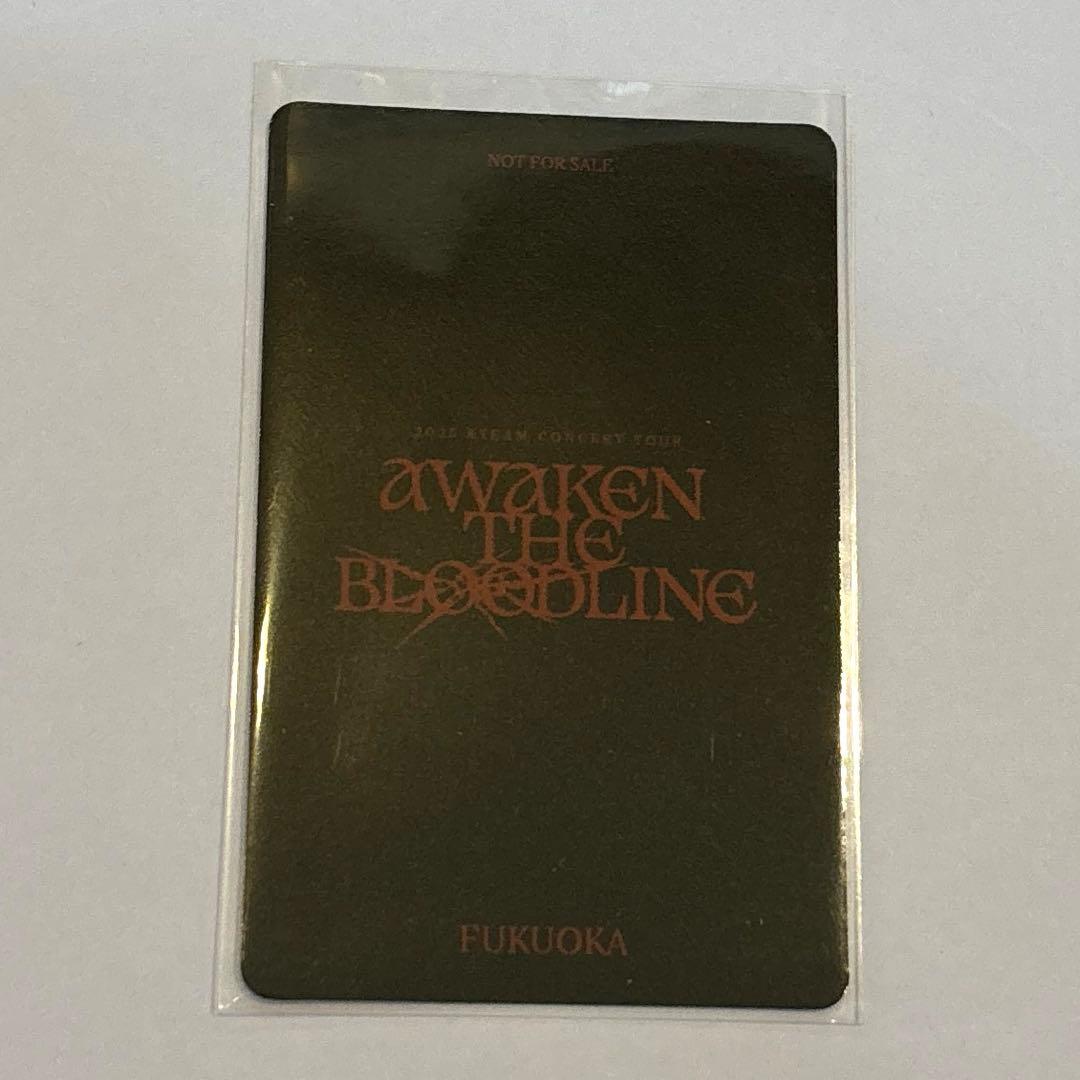 NOT FOR SALE
2025 &TEAM CONCERT TOUR
AWAKEN
THE
BLOODLINE
FUKUOKA